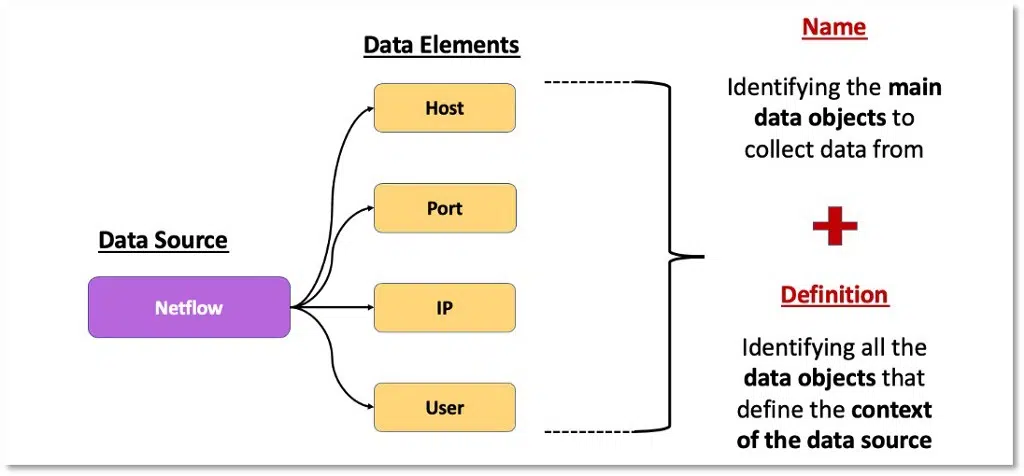 Data Source
Netflow
Data Elements
Host
Port
IP
User
Name
Identifying the main
data objects to
collect data from
Definition
Identifying all the
data objects that
define the context
of the data source